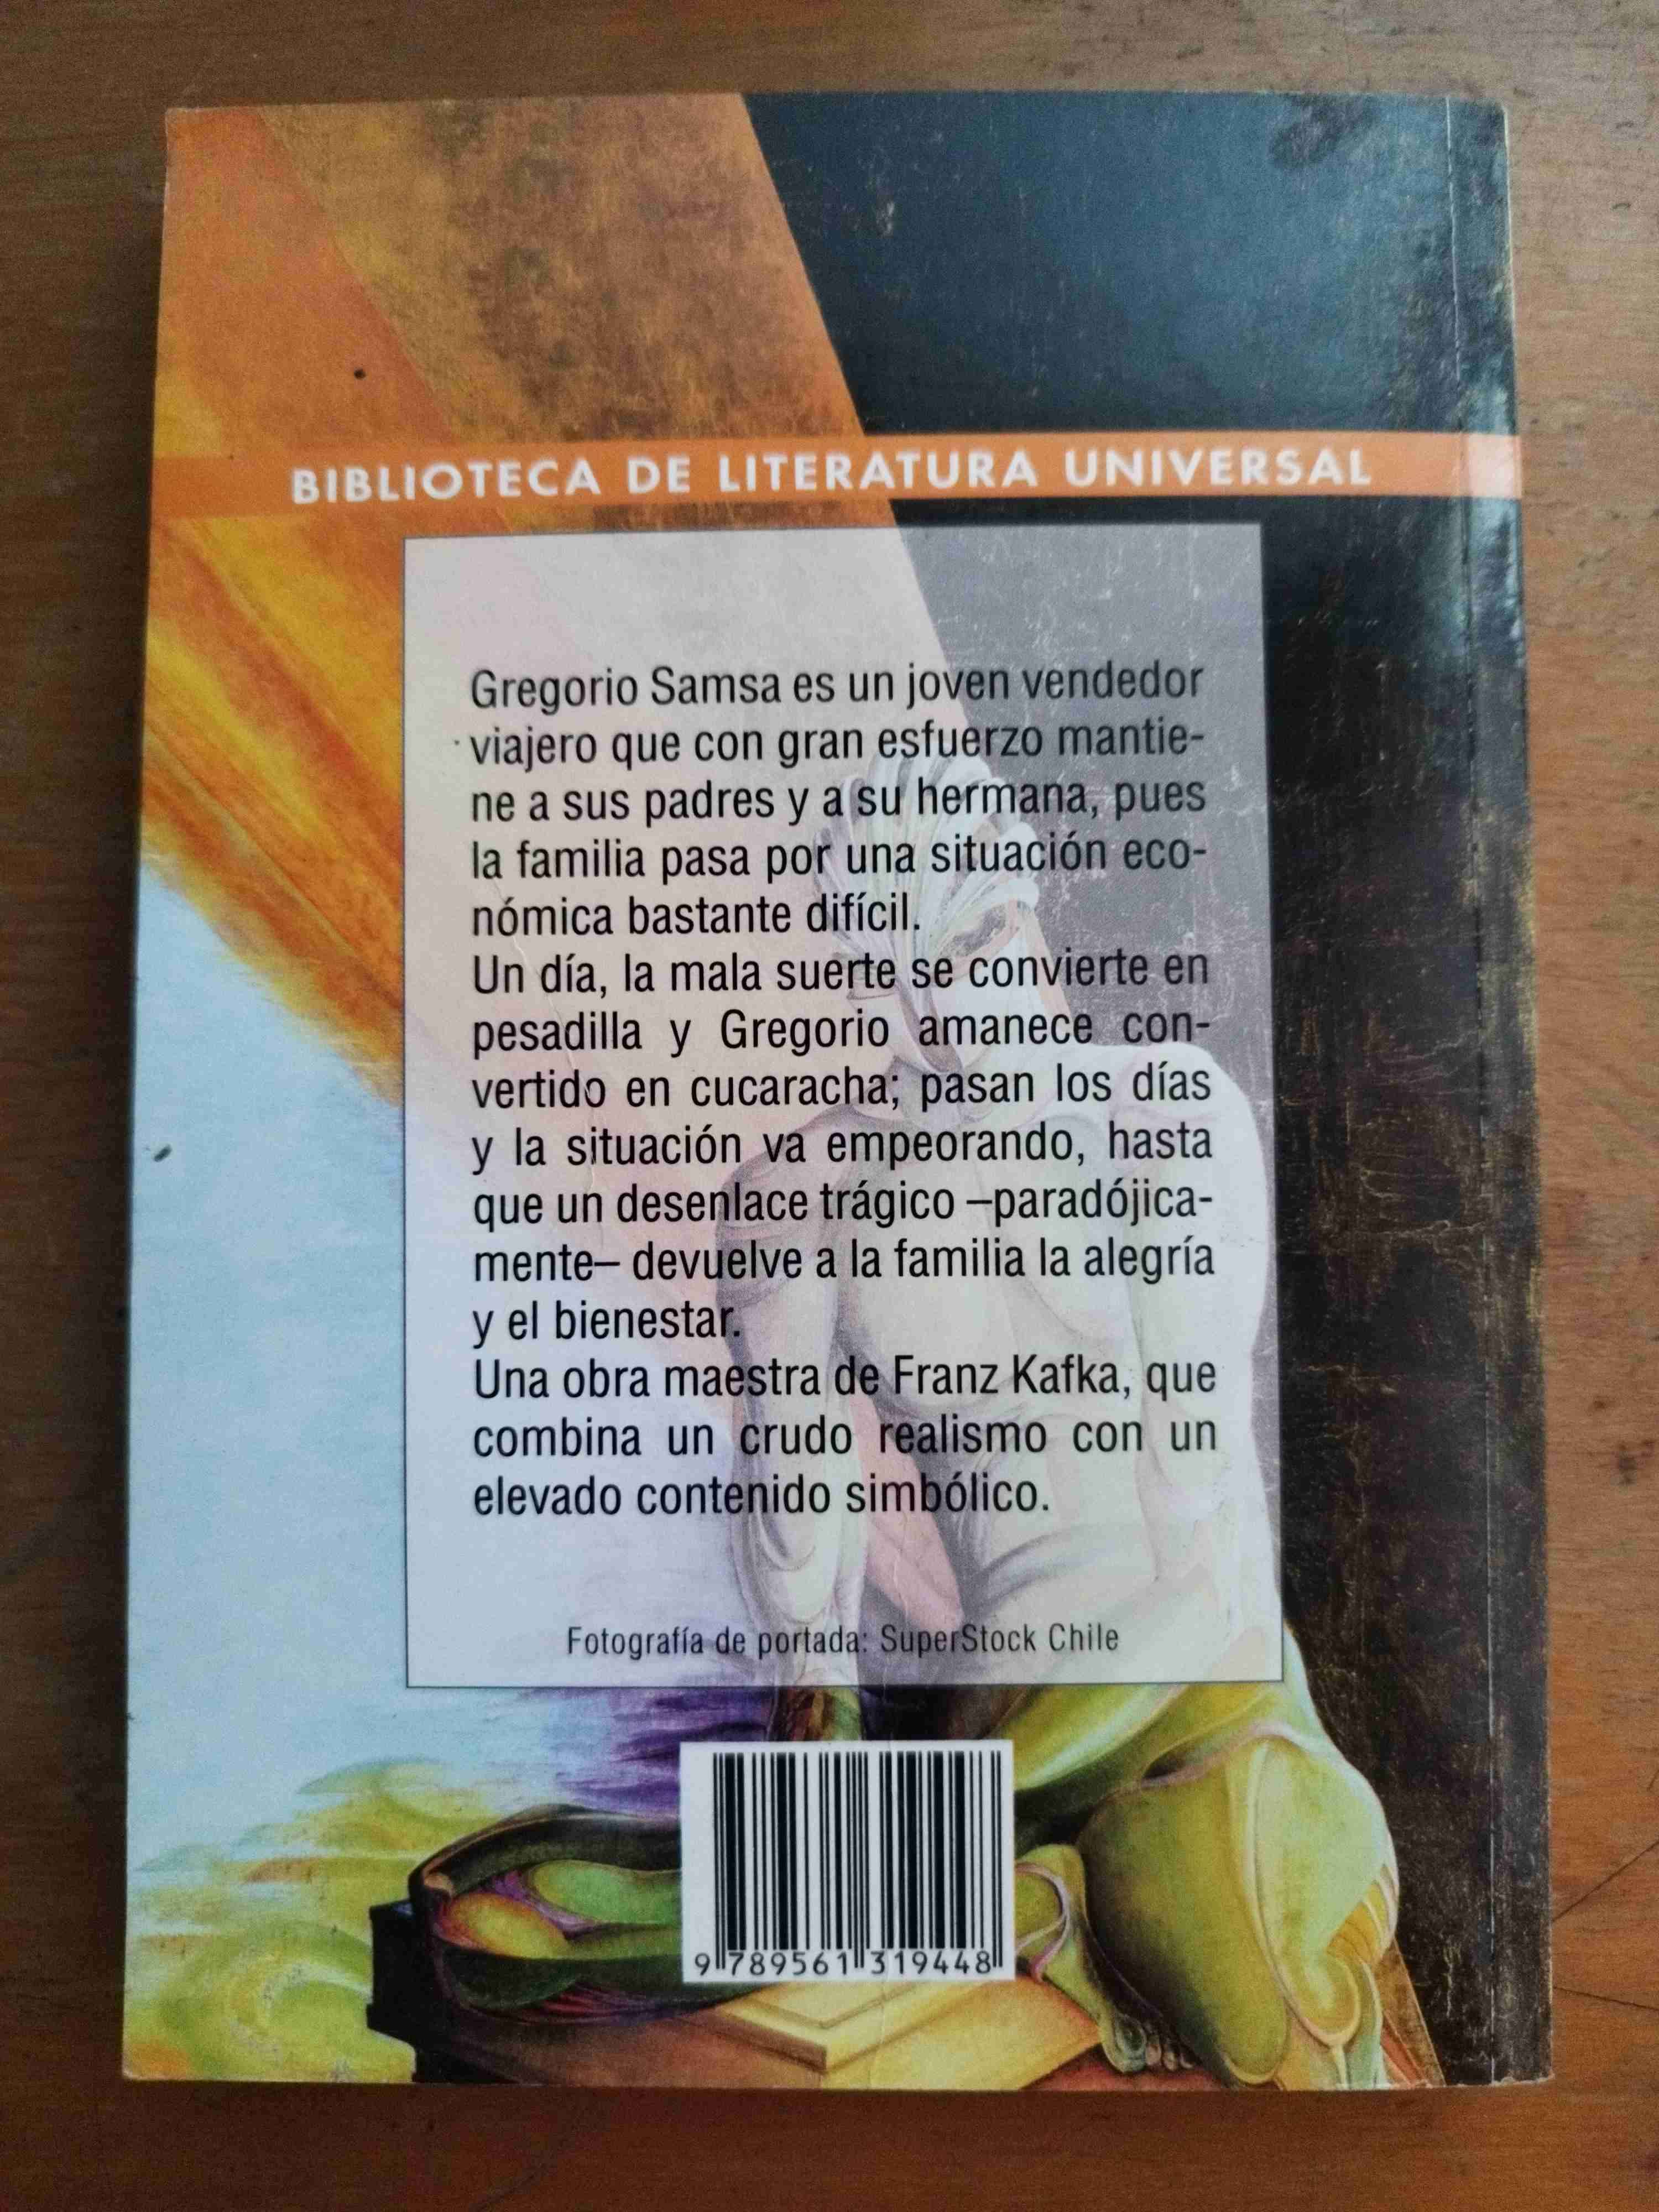 BIBLIOTECA DE LITERATURA UNIVERSAL
Gregorio Samsa es un joven vendedor
viajero que con gran esfuerzo mantie-
ne a sus padres y a su hermana, pues
la familia pasa por una situación eco-
nómica bastante difícil.
Un día, la mala suerte se convierte en
pesadilla y Gregorio amanece con-
vertido en cucaracha; pasan los días
y la situación va empeorando, hasta
que un desenlace trágico –paradójica-
mente– devuelve a la familia la alegría
y el bienestar.
Una obra maestra de Franz Kafka, que
combina un crudo realismo con un
elevado contenido simbólico.
Fotografía de portada: SuperStock Chile
9 789561 319448